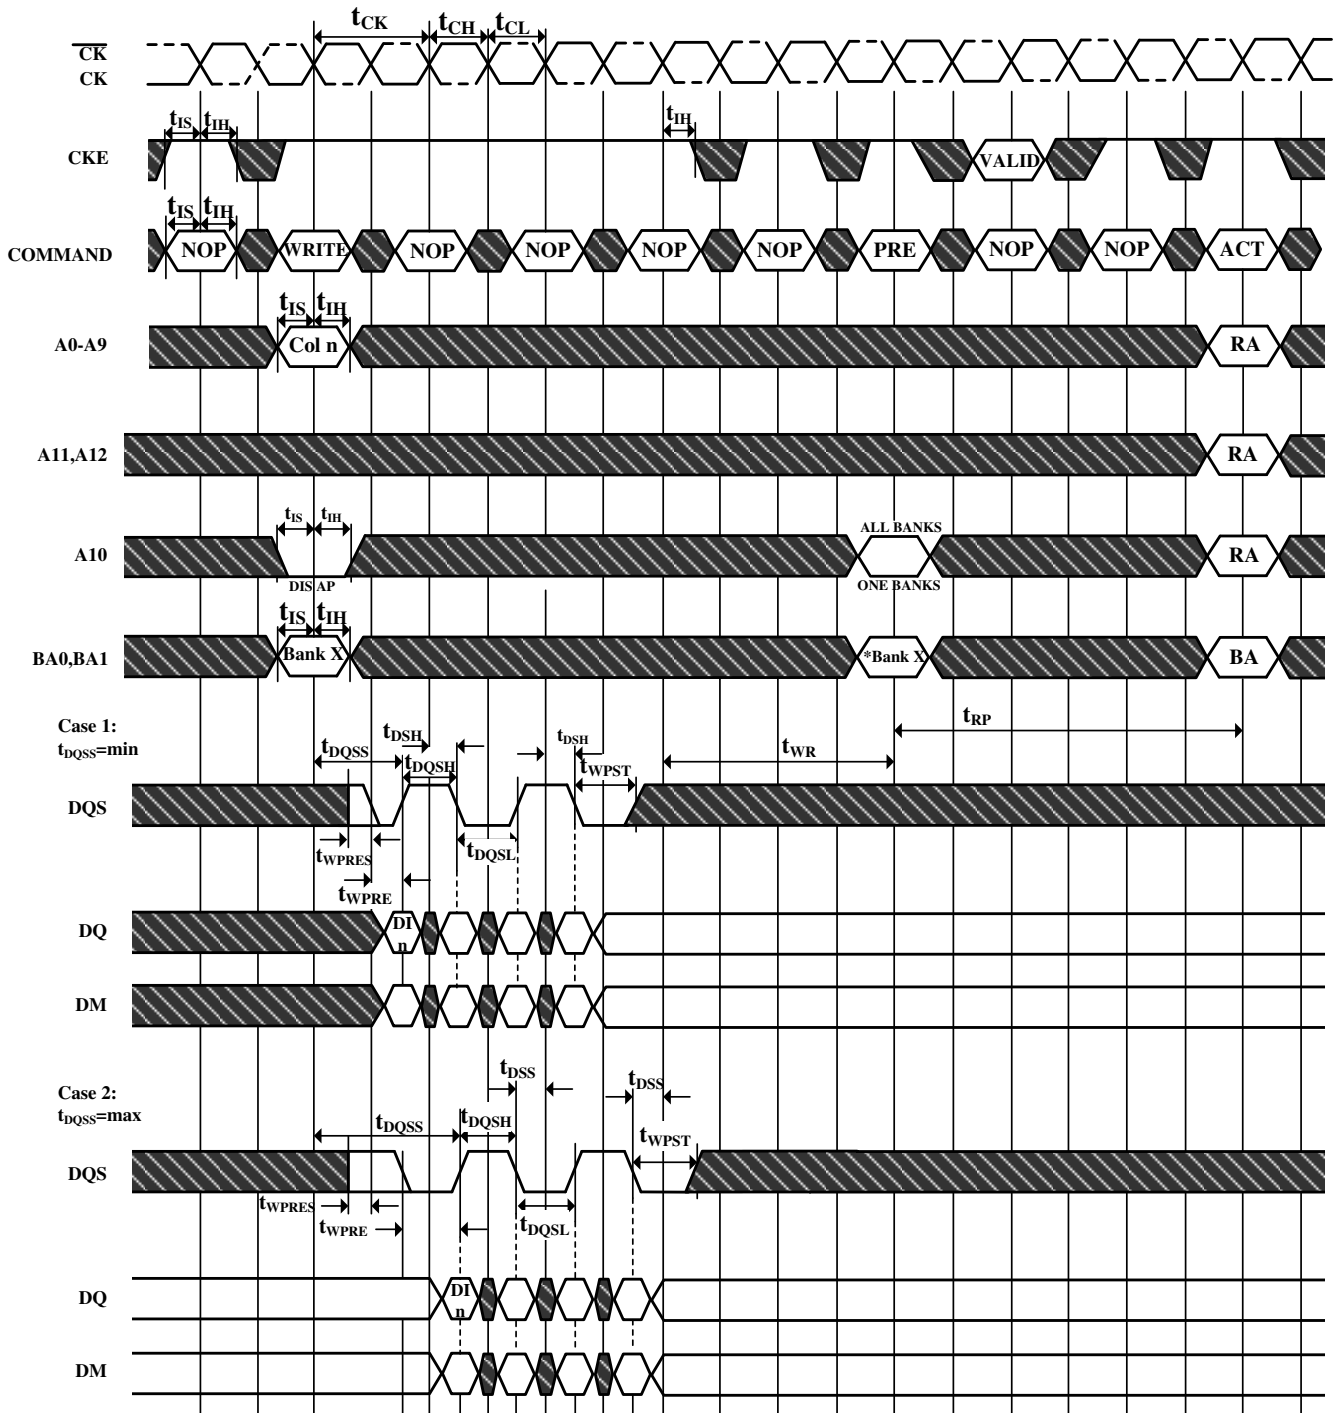 tCK tCH tCL
CK
CK
tIS tIH tIH
CKE VALID
tIS tIH
COMMAND NOP WRITE NOP NOP NOP NOP PRE NOP NOP ACT
tIS tIH
A0-A9 Col n RA
A11,A12 RA
tIS tIH ALL BANKS
A10 RA
DIS AP ONE BANKS
tIS tIH
BA0,BA1 Bank X *Bank X BA
Case 1:
tDQSS=min
tDSH tDSH tRP
tDQSS tDQSH tWPST tWR
DQS
tWPRES tDQSL
tWPRE
DQ DI
n
DM
tDSS tDSS
Case 2:
tDQSS=max
tDQSS tDQSH tWPST
DQS
tWPRES
tWPRE tDQSL
DQ DI
n
DM